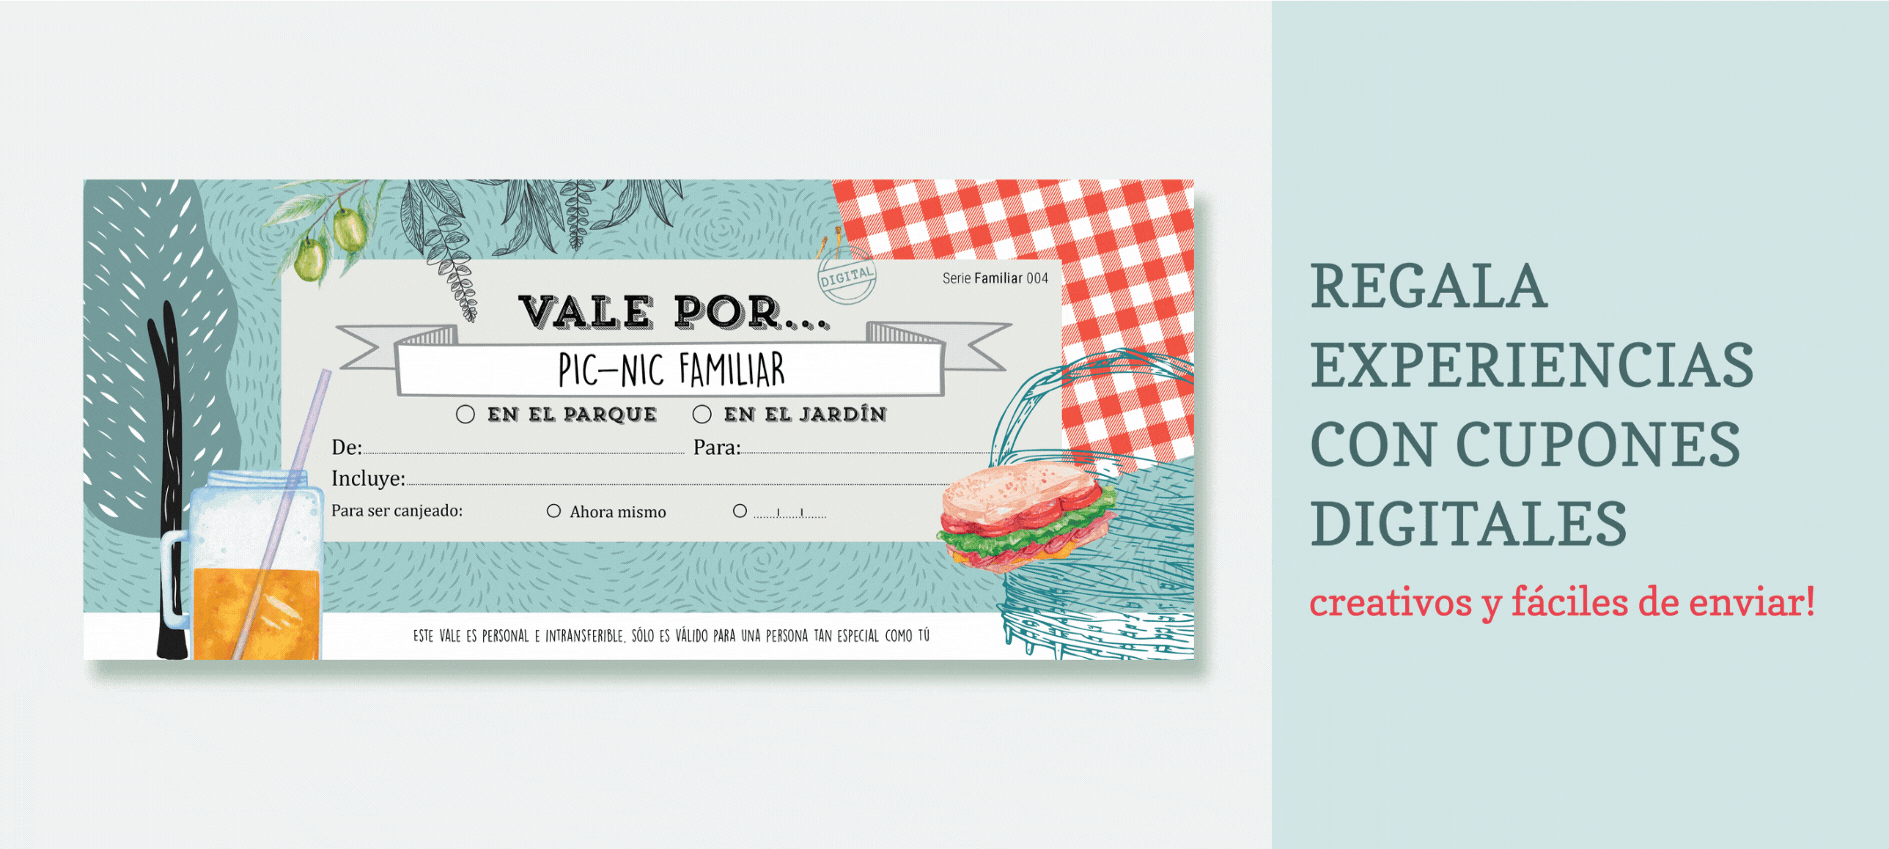 DIGITAL
Serie Familiar 004
VALE POR...
PIC-NIC FAMILIAR
EN EL PARQUE EN EL JARDÍN
De: Para:
Incluye:
Para ser canjeado: Ahora mismo
ESTE VALE ES PERSONAL E INTRANSFERIBLE, SÓLO ES VÁLIDO PARA UNA PERSONA TAN ESPECIAL COMO TÚ
REGALA
EXPERIENCIAS
CON CUPONES
DIGITALES
creativos y fáciles de enviar!